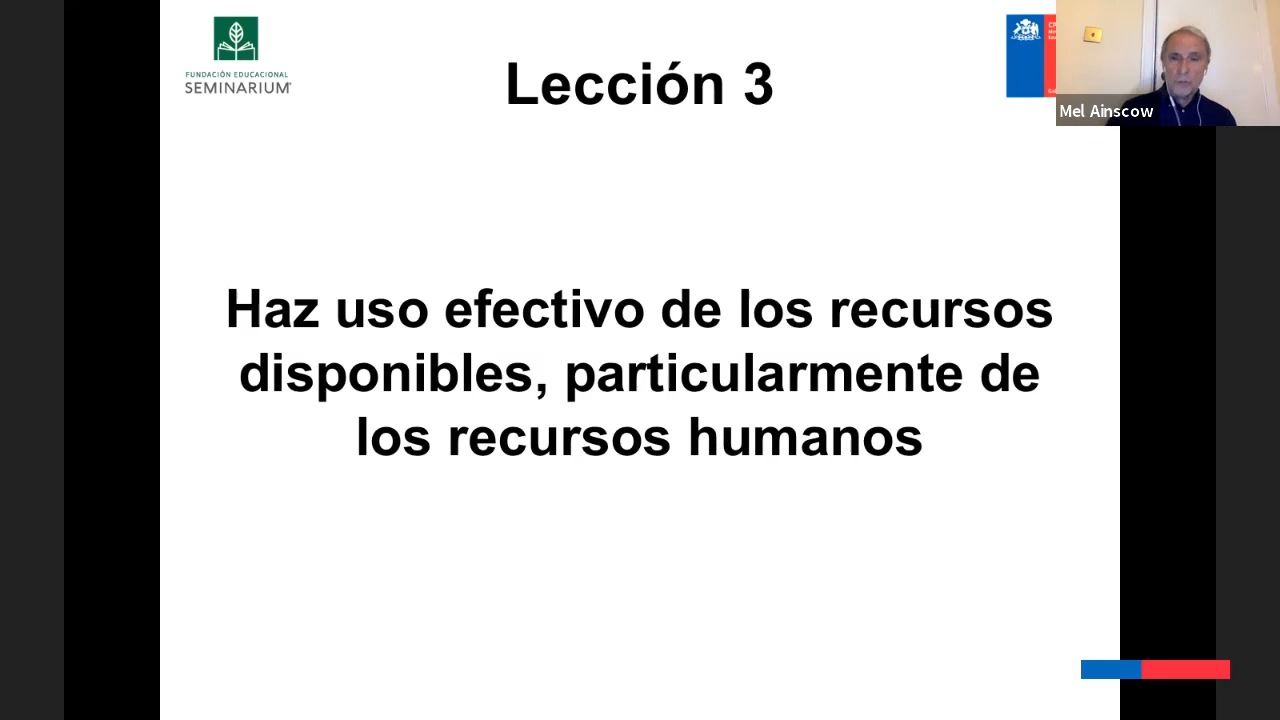 FUNDACIÓN EDUCACIONAL
SEMINARIUM
Lección 3
Mel Ainscow
Haz uso efectivo de los recursos
disponibles, particularmente de
los recursos humanos